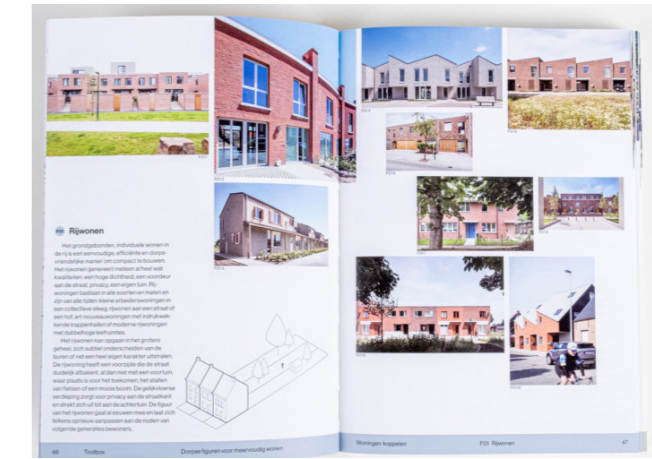 Rijwonen
Het grondgebonden, individuele wonen in
de rij is een eenvoudige, efficiënte en dorps-
vriendelijke manier om compact te bouwen.
Het rijwonen genereert meteen al heel wat
kwaliteiten: een hoge dichtheid, een voordeur
aan de straat, privacy, een eigen tuin. Rij-
woningen bestaan in alle soorten en maten en
zijn van alle tijden: kleine arbeiderswoningen in
een collectieve steeg, rijwonen aan een straat of
een hof, art-nouveauwoningen met indrukwek-
kende trappenhallen of moderne rijwoningen
met dubbelhoge leefruimtes.
Het rijwonen kan opgaan in het grotere
geheel, zich subtiel onderscheiden van de
buren of net een heel eigen karakter uitstralen.
De rijwoning heeft een voorzijde die de straat
duidelijk afbakent, al dan niet met een voortuin,
waar plaats is voor het toekomen, het stallen
van fietsen of een mooie boom. De gelijkvloerse
verdieping zorgt voor privacy aan de straatkant
en strekt zich uit tot aan de achtertuin. De figuur
van het rijwonen gaat al eeuwen mee en laat zich
telkens opnieuw aanpassen aan de noden van
volgende generaties bewoners.
46 Toolbox Dorpse figuren voor meervoudig wonen
Woningen koppelen F01 Rijwonen 47